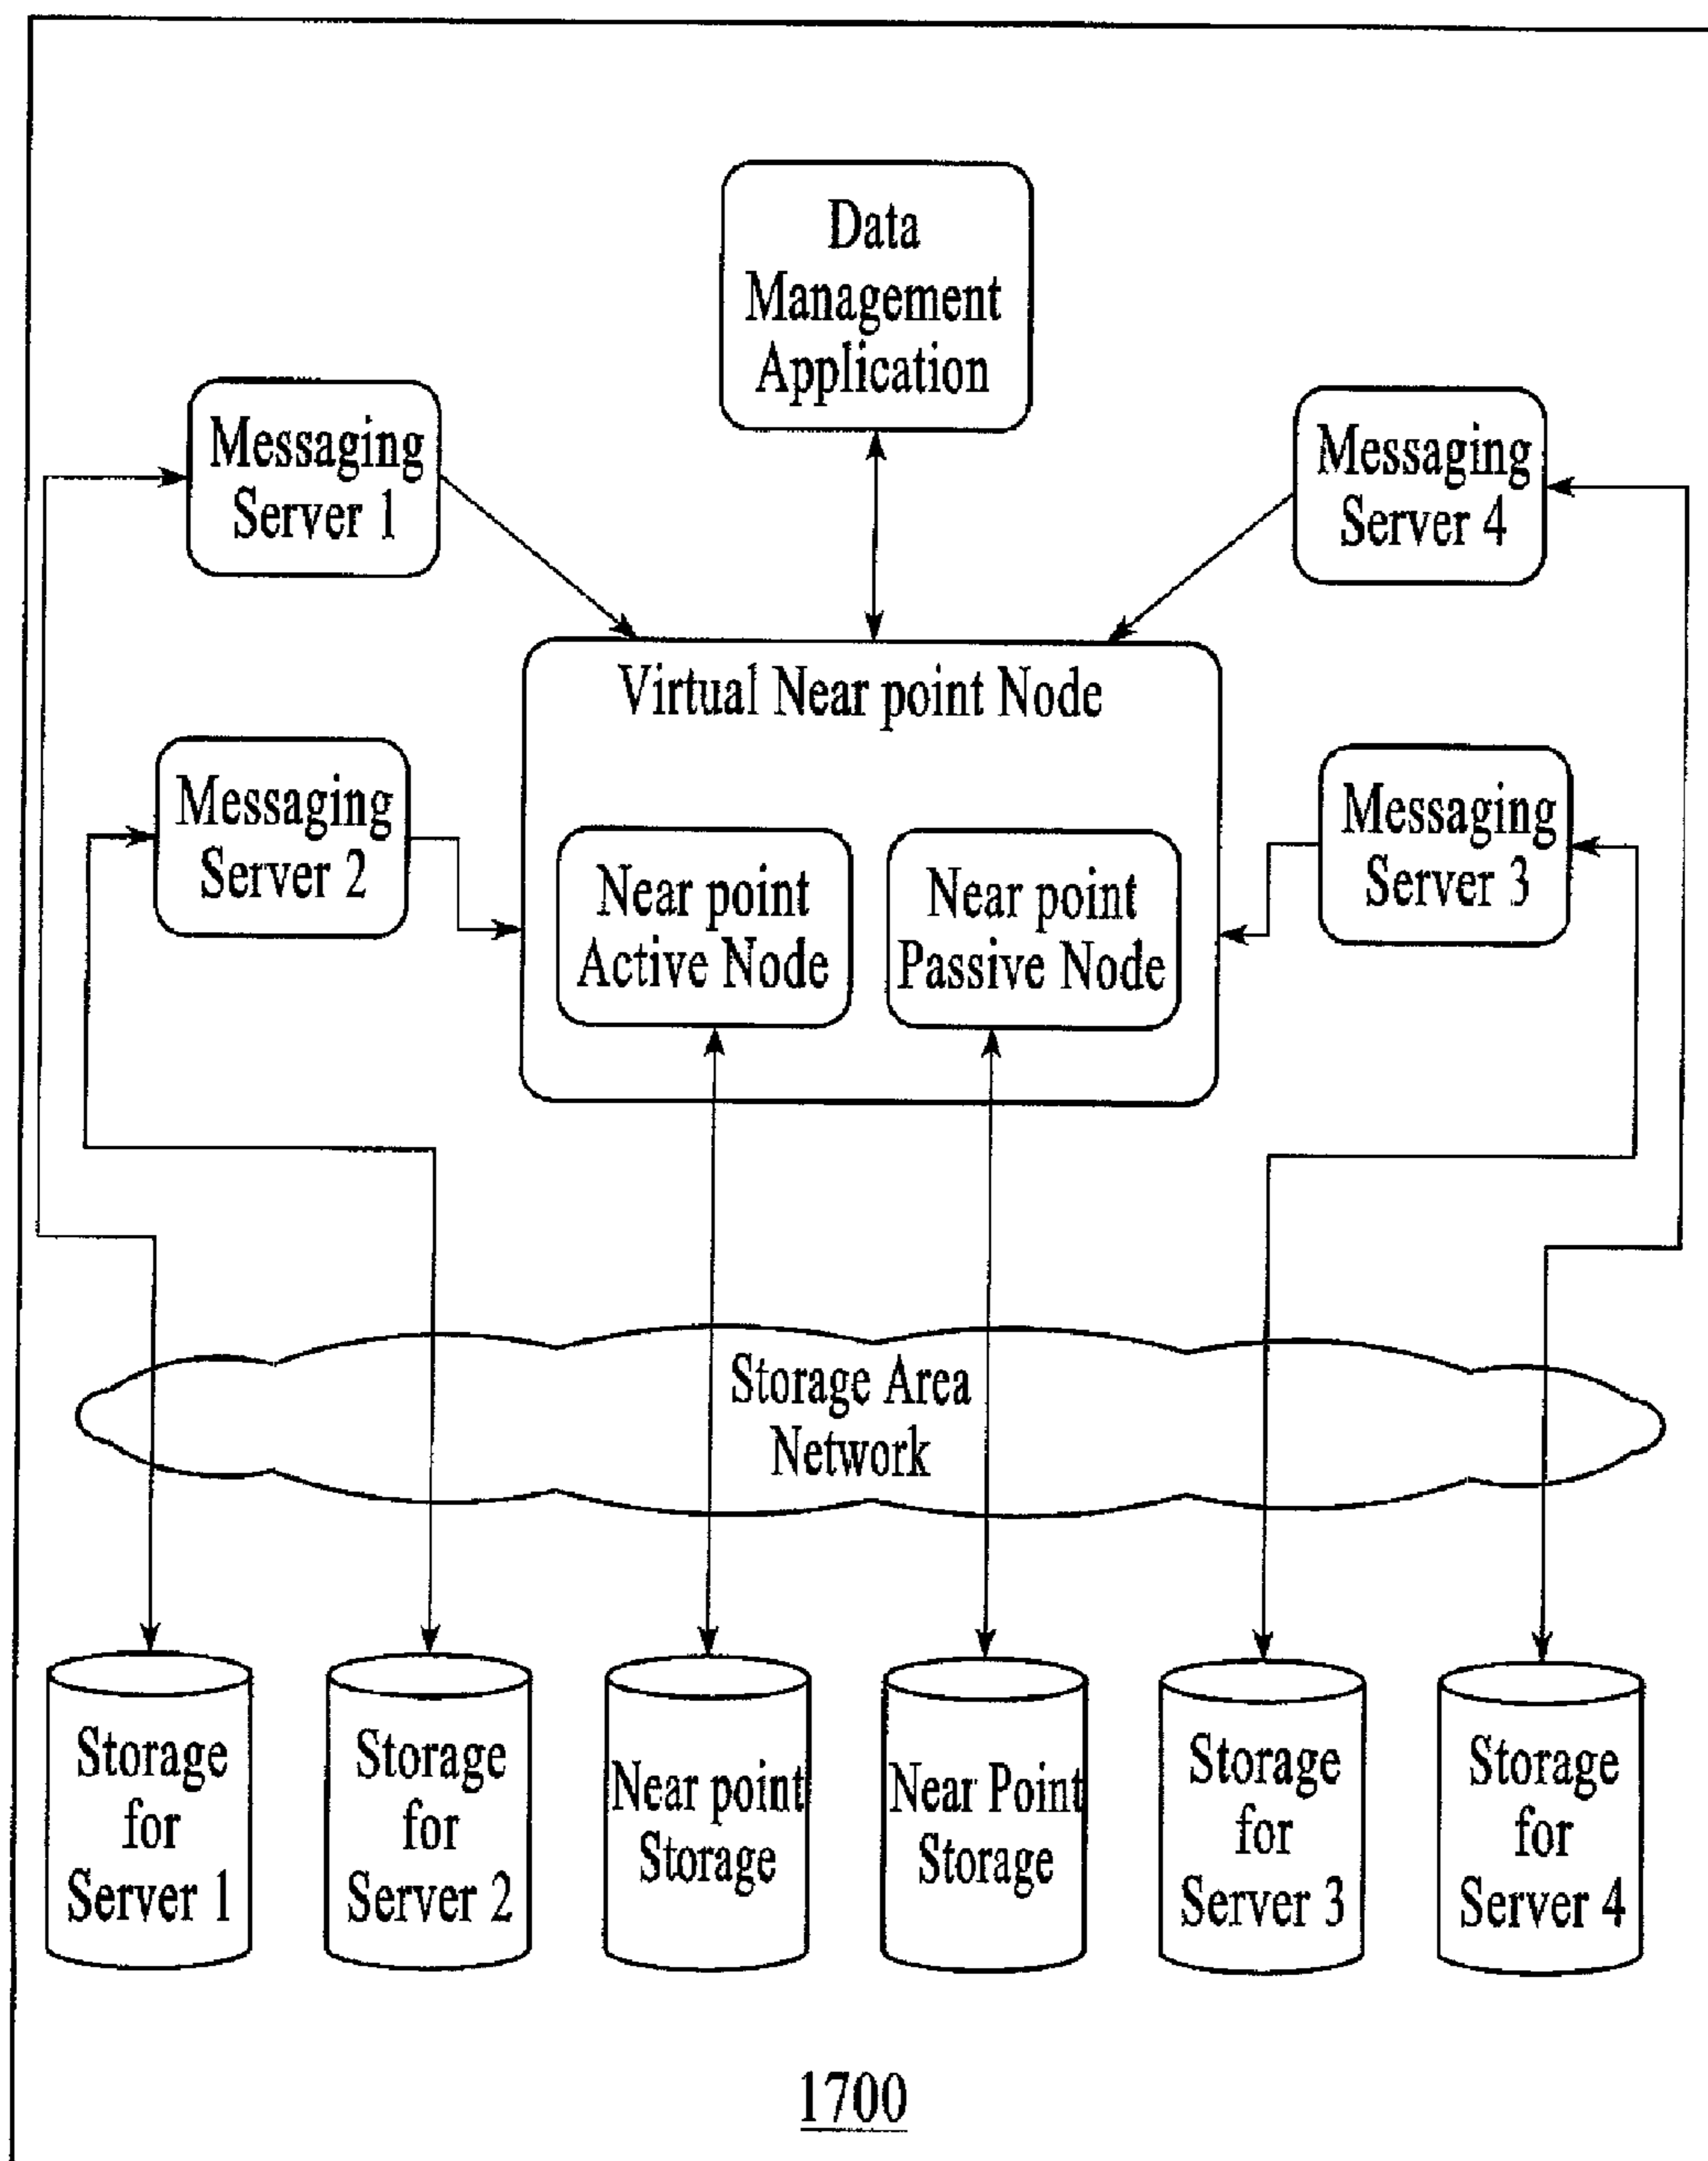 Data
Management
Application
Messaging
Server 1
Messaging
Server 4
Virtual Near point Node
Messaging
Server 2
Messaging
Server 3
Near point
Active Node
Near point
Passive Node
Storage Area
Network
Storage
for
Server 1
Storage
for
Server 2
Near point
Storage
Near Point
Storage
Storage
for
Server 3
Storage
for
Server 4
1700